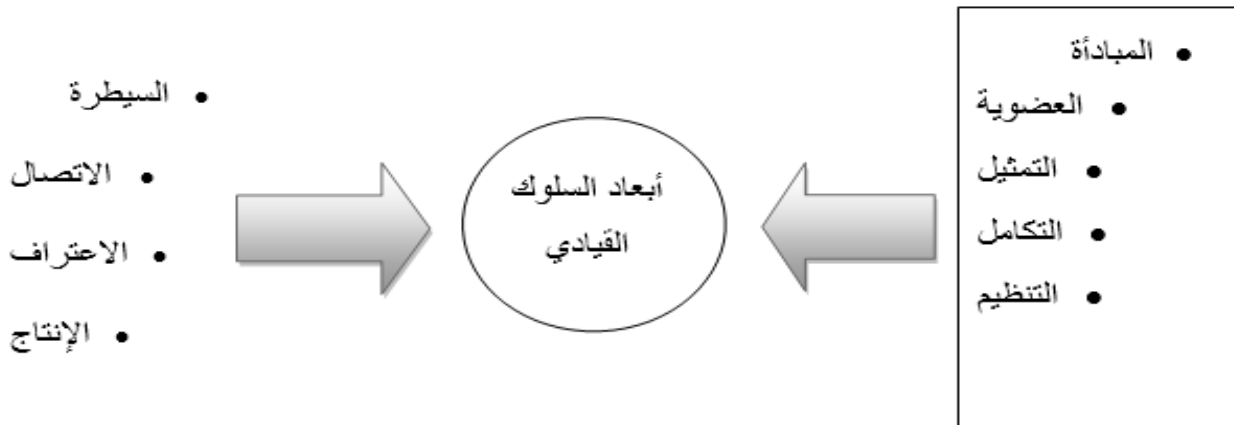 • المبادأة
• العضوية
• التمثيل
• التكامل
• التنظيم
أبعاد السلوك
القيادي
• السيطرة
• الاتصال
• الاعتراف
• الإنتاج